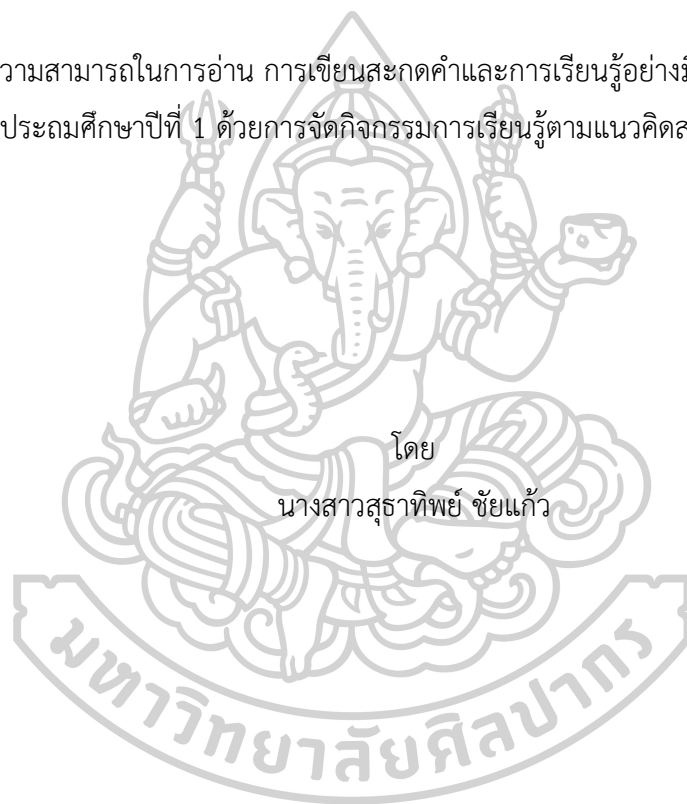 วามสามารถในการอ่าน การเขียนสะกดคำและการเรียนรู้อย่างมี
ประถมศึกษาปีที่ 1 ด้วยการจัดกิจกรรมการเรียนรู้ตามแนวคิดส
โดย
นางสาวสุธาทิพย์ ชัยแก้ว
มหาวิทยาลัยศิลปากร